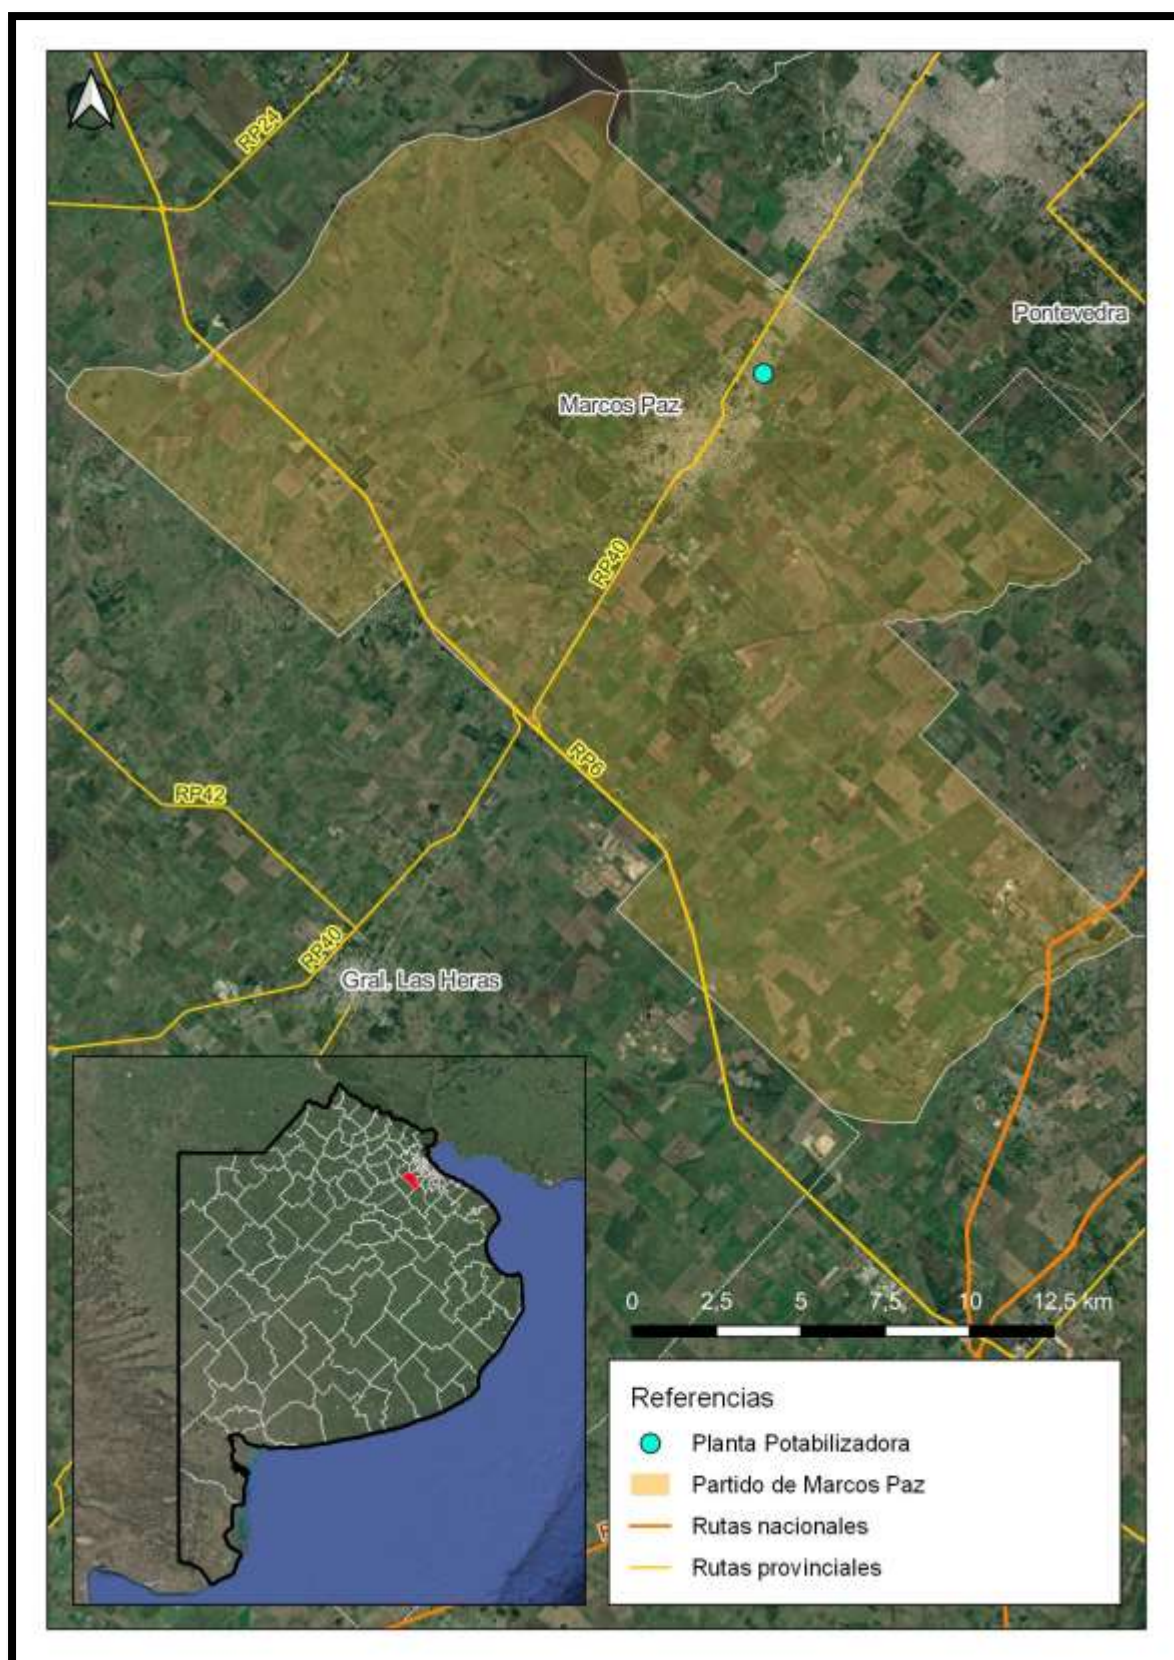 RP24
Pontevedra
Marcos Paz
RP40
RP6
RP42
RP40
Gral. Las Heras
0 2,5 5 7,5 10 12,5 km
Referencias
Planta Potabilizadora
Partido de Marcos Paz
Rutas nacionales
Rutas provinciales